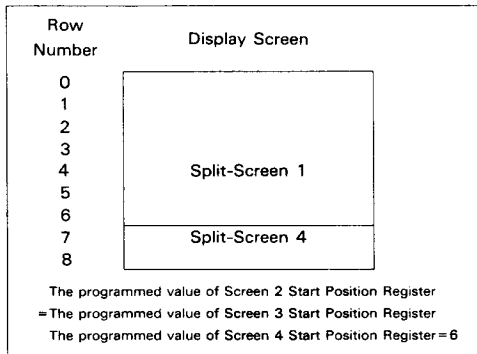 Row
Number
Display Screen
0
1
2
3
4
5
6
7
8
Split-Screen 1
Split-Screen 4
The programmed value of Screen 2 Start Position Register
=The programmed value of Screen 3 Start Position Register
The programmed value of Screen 4 Start Position Register=6